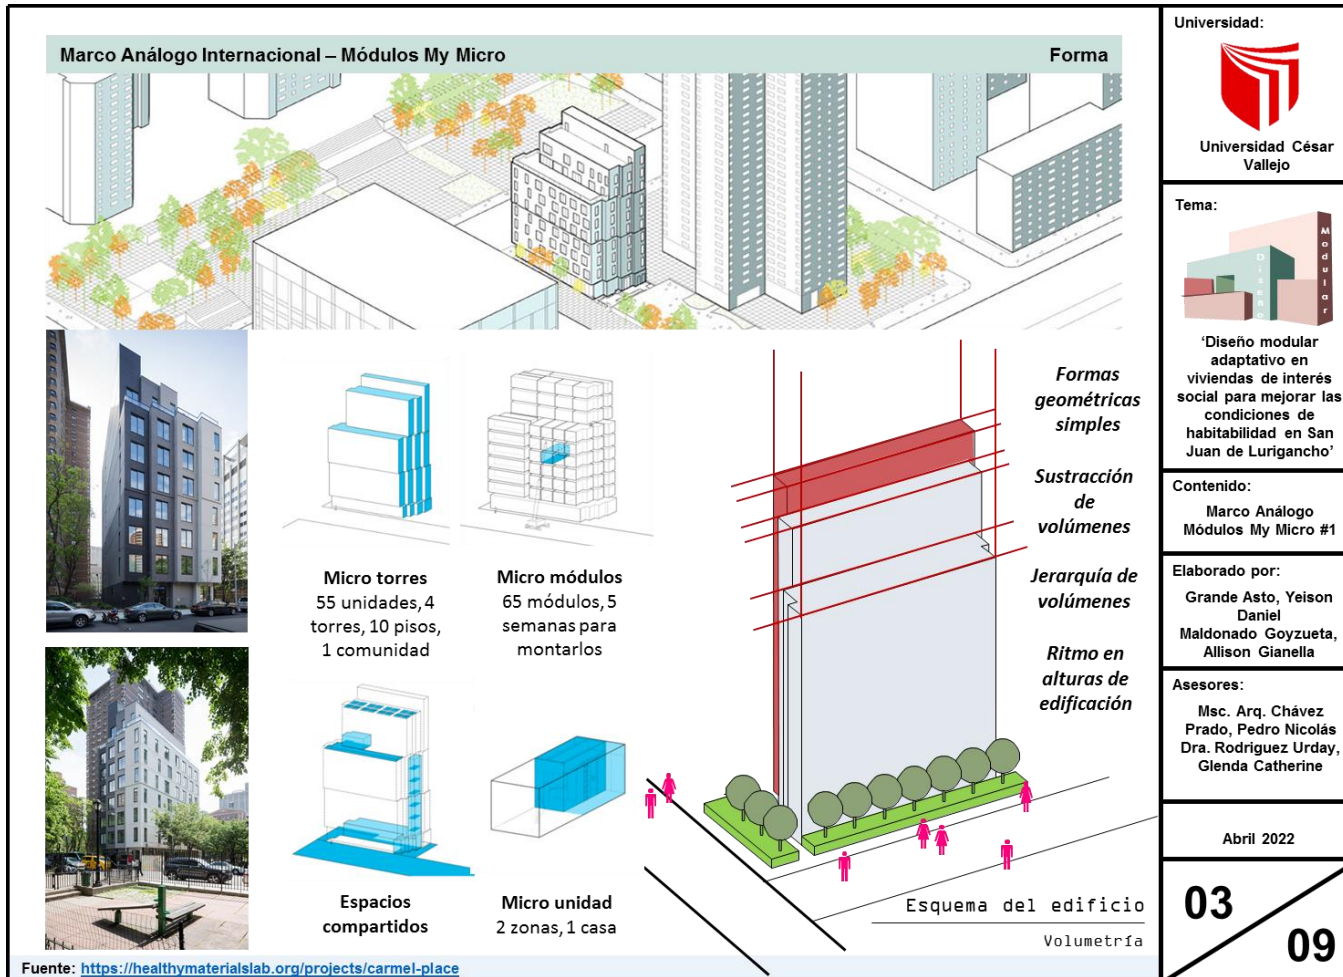 Marco Análogo Internacional – Módulos My Micro
Forma
Micro torres
55 unidades, 4
torres, 10 pisos,
1 comunidad
Micro módulos
65 módulos, 5
semanas para
montarlos
Espacios
compartidos
Micro unidad
2 zonas, 1 casa
Formas
geométricas
simples
Sustracción
de
volúmenes
Jerarquía de
volúmenes
Ritmo en
alturas de
edificación
Esquema del edificio
Volumetría
Fuente: https://healthymaterialslab.org/projects/carmel-place
Universidad:
Universidad César
Vallejo
Tema:
Diseño
Modular
‘Diseño modular
adaptativo en
viviendas de interés
social para mejorar las
condiciones de
habitabilidad en San
Juan de Lurigancho’
Contenido:
Marco Análogo
Módulos My Micro #1
Elaborado por:
Grande Asto, Yeison
Daniel
Maldonado Goyzueta,
Allison Gianella
Asesores:
Msc. Arq. Chávez
Prado, Pedro Nicolás
Dra. Rodriguez Urday,
Glenda Catherine
Abril 2022
03
09